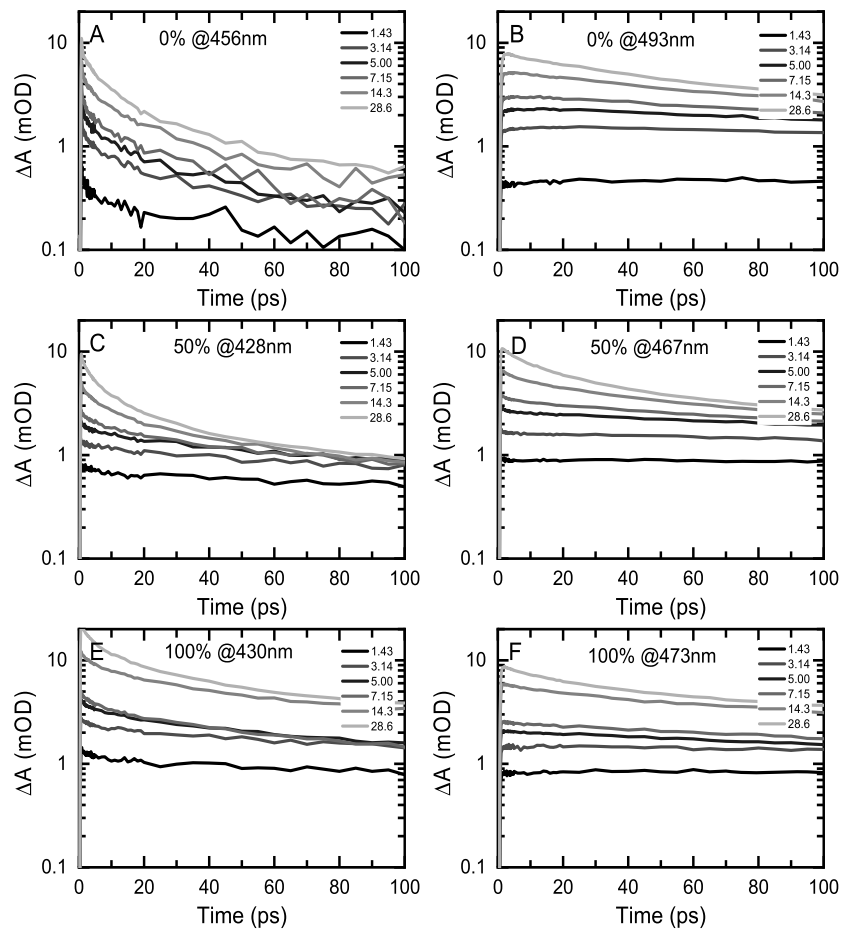 A
0% @456nm
1.43
3.14
5.00
7.15
14.3
28.6
10
1
0.1
ΔA (mOD)
0 20 40 60 80 100
Time (ps)
B
0% @493nm
1.43
3.14
5.00
7.15
14.3
28.6
10
1
0.1
ΔA (mOD)
0 20 40 60 80 100
Time (ps)
C
50% @428nm
1.43
3.14
5.00
7.15
14.3
28.6
10
1
0.1
ΔA (mOD)
0 20 40 60 80 100
Time (ps)
D
50% @467nm
1.43
3.14
5.00
7.15
14.3
28.6
10
1
0.1
ΔA (mOD)
0 20 40 60 80 100
Time (ps)
E
100% @430nm
1.43
3.14
5.00
7.15
14.3
28.6
10
1
0.1
ΔA (mOD)
0 20 40 60 80 100
Time (ps)
F
100% @473nm
1.43
3.14
5.00
7.15
14.3
28.6
10
1
0.1
ΔA (mOD)
0 20 40 60 80 100
Time (ps)